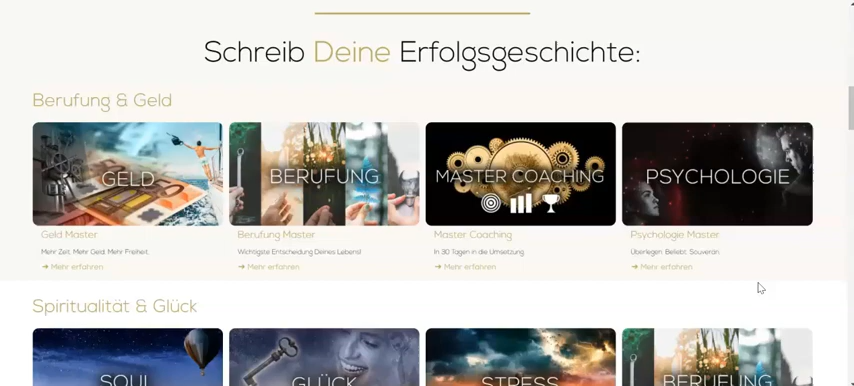 Schreib Deine Erfolgsgeschichte:
Berufung & Geld
GELD
BERUFUNG
MASTER COACHING
PSYCHOLOGIE
Geld Master
Berufung Master
Master Coaching
Psychologie Master
Mehr Zeit. Mehr Geld. Mehr Freiheit.
Wichtigste Entscheidung Deines Lebens!
In 30 Tagen in die Umsetzung.
Überlegen. Beliebt. Souverän.
➔ Mehr erfahren
➔ Mehr erfahren
➔ Mehr erfahren
➔ Mehr erfahren
Spiritualität & Glück
SOUL
GLÜCK
STRESS
BERUFUNG